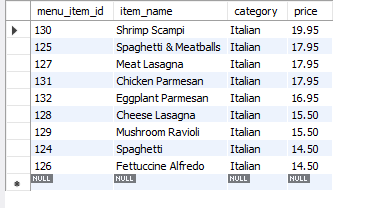 menu_item_id item_name category price
130 Shrimp Scampi Italian 19.95
125 Spaghetti & Meatballs Italian 17.95
127 Meat Lasagna Italian 17.95
131 Chicken Parmesan Italian 17.95
132 Eggplant Parmesan Italian 16.95
128 Cheese Lasagna Italian 15.50
129 Mushroom Ravioli Italian 15.50
124 Spaghetti Italian 14.50
126 Fettuccine Alfredo Italian 14.50
NULL NULL NULL NULL